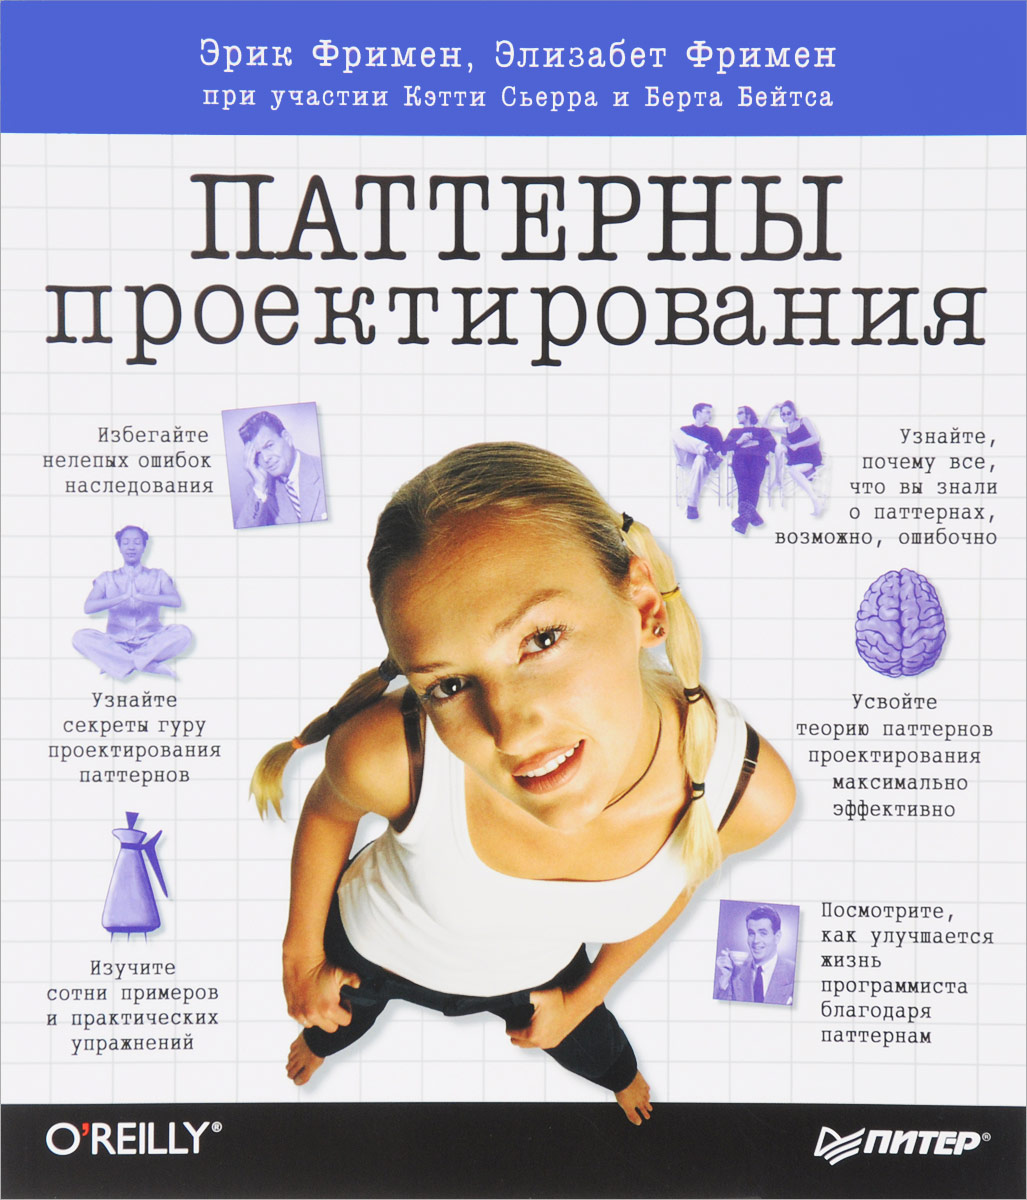 Эрик Фримен, Элизабет Фримен
при участии Кэтти Сьерра и Берта Бейтса
ПАТТЕРНЫ
проектирования
Избегайте
нелепых ошибок
наследования
Узнайте,
почему все,
что вы знали
о паттернах,
возможно, ошибочно
Узнайте
секреты гуру
проектирования
паттернов
Усвойте
теорию паттернов
проектирования
максимально
эффективно
Изучите
сотни примеров
и практических
упражнений
Посмотрите,
как улучшается
жизнь
программиста
благодаря
паттернам
O'REILLY®
ПИТЕР®